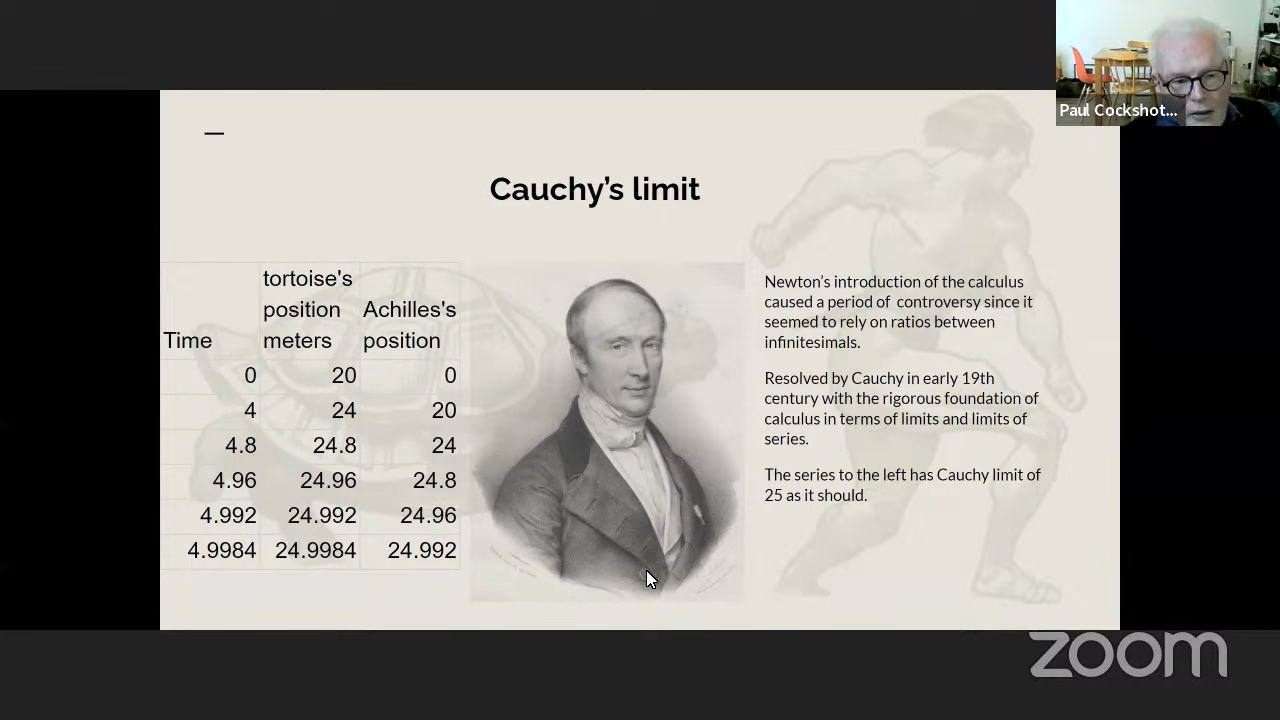 Paul Cockshot...
Cauchy's limit
tortoise's
position Achilles's
Time meters position
0 20 0
4 24 20
4.8 24.8 24
4.96 24.96 24.8
4.992 24.992 24.96
4.9984 24.9984 24.992
Newton's introduction of the calculus
caused a period of controversy since it
seemed to rely on ratios between
infinitesimals.
Resolved by Cauchy in early 19th
century with the rigorous foundation of
calculus in terms of limits and limits of
series.
The series to the left has Cauchy limit of
25 as it should.
zoom